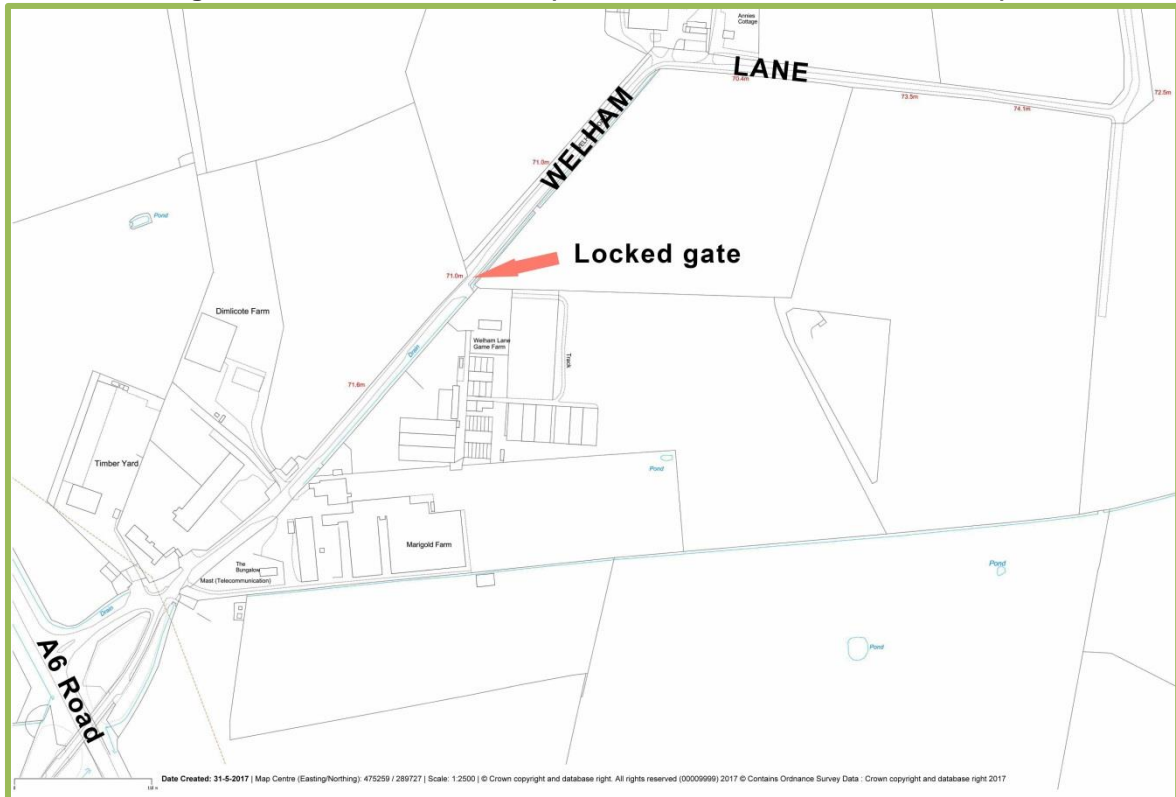 Annies
Cottage
LANE
70.4m
73.5m
74.1m
72.5m
WELHAM
71.0m
Pond
Locked gate
71.0m
Dimlicote Farm
Drain
Welham Lane
Game Farm
Track
71.6m
Timber Yard
Pond
Marigold Farm
The
Bungalow
Mast (Telecommunication)
Pond
Drain
Pond
A6 Road
Date Created: 31-5-2017 | Map Centre (Easting/Northing): 475259 / 289727 | Scale: 1:2500 | © Crown copyright and database right. All rights reserved (00009999) 2017 © Contains Ordnance Survey Data : Crown copyright and database right 2017
0